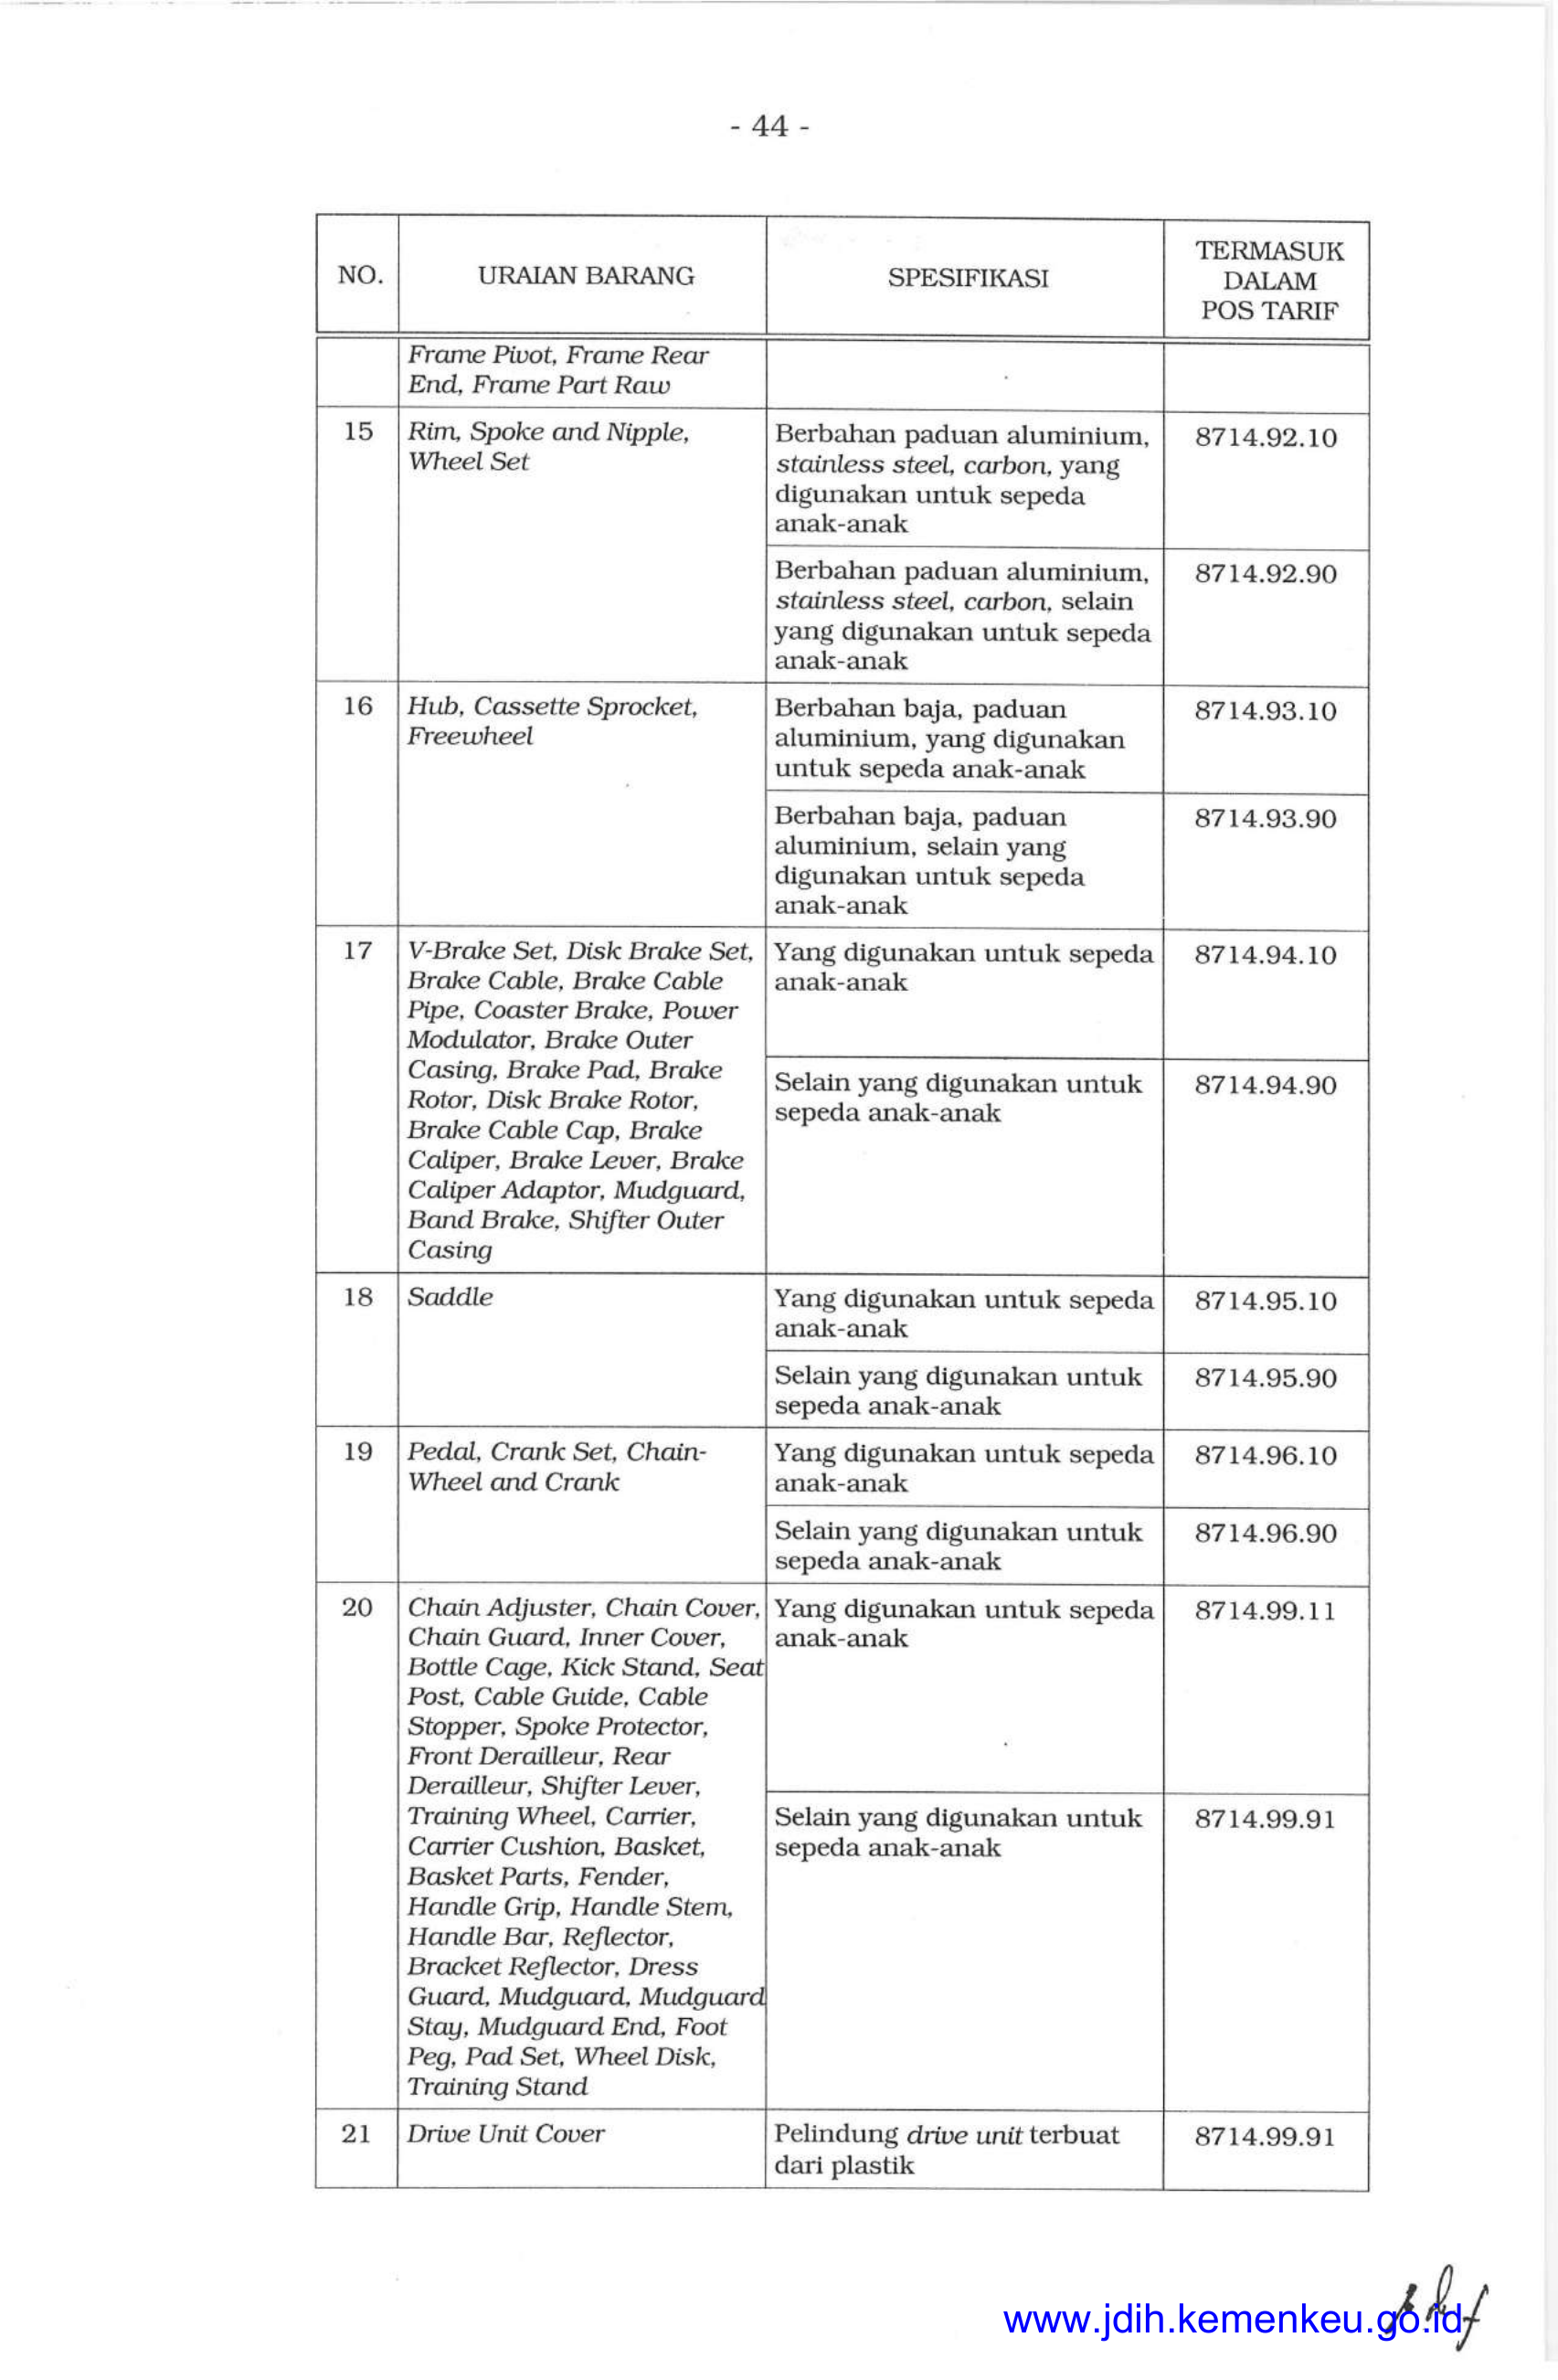 - 44 -
NO.
URAIAN BARANG
SPESIFIKASI
TERMASUK
DALAM
POS TARIF
Frame Pivot, Frame Rear
End, Frame Part Raw
15
Rim, Spoke and Nipple,
Wheel Set
Berbahan paduan aluminium,
stainless steel, carbon, yang
digunakan untuk sepeda
anak-anak
8714.92.10
Berbahan paduan aluminium,
stainless steel, carbon, selain
yang digunakan untuk sepeda
anak-anak
8714.92.90
16
Hub, Cassette Sprocket,
Freewheel
Berbahan baja, paduan
aluminium, yang digunakan
untuk sepeda anak-anak
8714.93.10
Berbahan baja, paduan
aluminium, selain yang
digunakan untuk sepeda
anak-anak
8714.93.90
17
V-Brake Set, Disk Brake Set,
Brake Cable, Brake Cable
Pipe, Coaster Brake, Power
Modulator, Brake Outer
Casing, Brake Pad, Brake
Rotor, Disk Brake Rotor,
Brake Cable Cap, Brake
Caliper, Brake Lever, Brake
Caliper Adaptor, Mudguard,
Band Brake, Shifter Outer
Casing
Yang digunakan untuk sepeda
anak-anak
8714.94.10
Selain yang digunakan untuk
sepeda anak-anak
8714.94.90
18
Saddle
Yang digunakan untuk sepeda
anak-anak
8714.95.10
Selain yang digunakan untuk
sepeda anak-anak
8714.95.90
19
Pedal, Crank Set, Chain-
Wheel and Crank
Yang digunakan untuk sepeda
anak-anak
8714.96.10
Selain yang digunakan untuk
sepeda anak-anak
8714.96.90
20
Chain Adjuster, Chain Cover,
Chain Guard, Inner Cover,
Bottle Cage, Kick Stand, Seat
Post, Cable Guide, Cable
Stopper, Spoke Protector,
Front Derailleur, Rear
Derailleur, Shifter Lever,
Training Wheel, Carrier,
Carrier Cushion, Basket,
Basket Parts, Fender,
Handle Grip, Handle Stem,
Handle Bar, Reflector,
Bracket Reflector, Dress
Guard, Mudguard, Mudguard
Stay, Mudguard End, Foot
Peg, Pad Set, Wheel Disk,
Training Stand
Yang digunakan untuk sepeda
anak-anak
8714.99.11
Selain yang digunakan untuk
sepeda anak-anak
8714.99.91
21
Drive Unit Cover
Pelindung drive unit terbuat
dari plastik
8714.99.91
www.jdih.kemenkeu.go.id